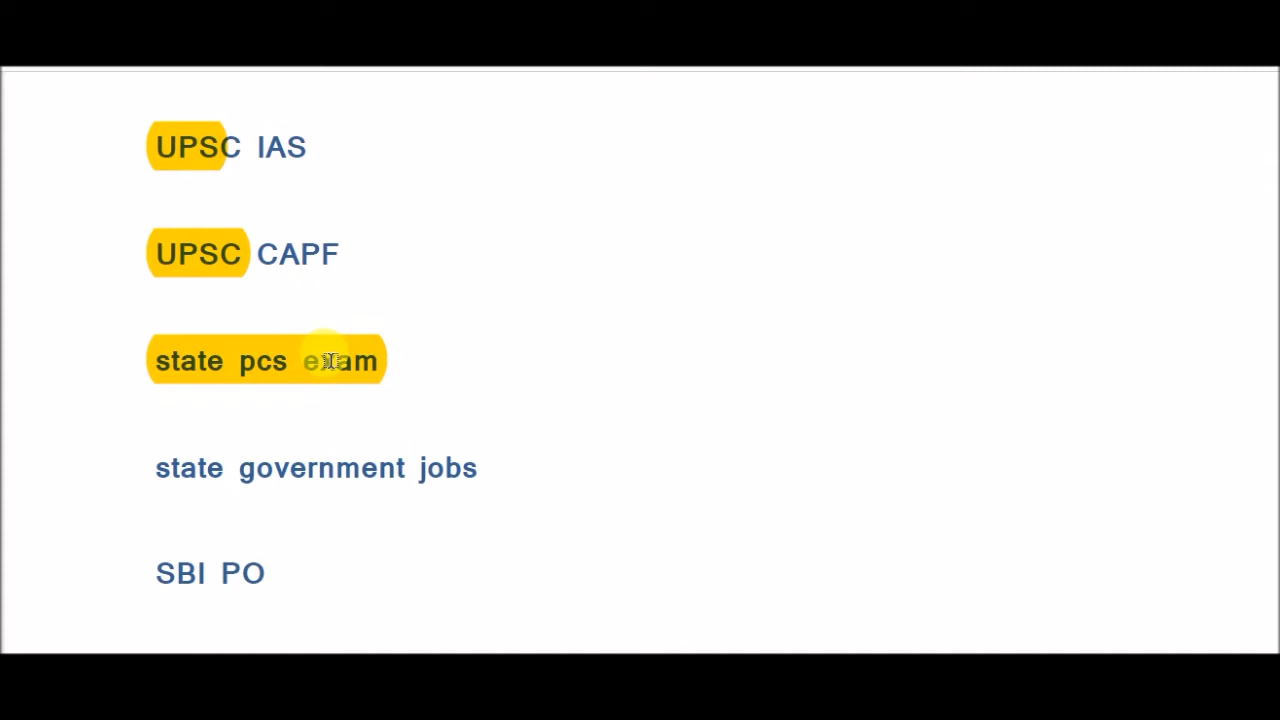 UPSC IAS
UPSC CAPF
state pcs exam
state government jobs
SBI PO